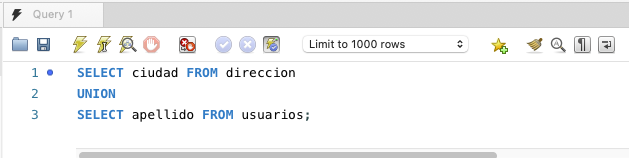 Query 1
Limit to 1000 rows
1 SELECT ciudad FROM direccion
2 UNION
3 SELECT apellido FROM usuarios;